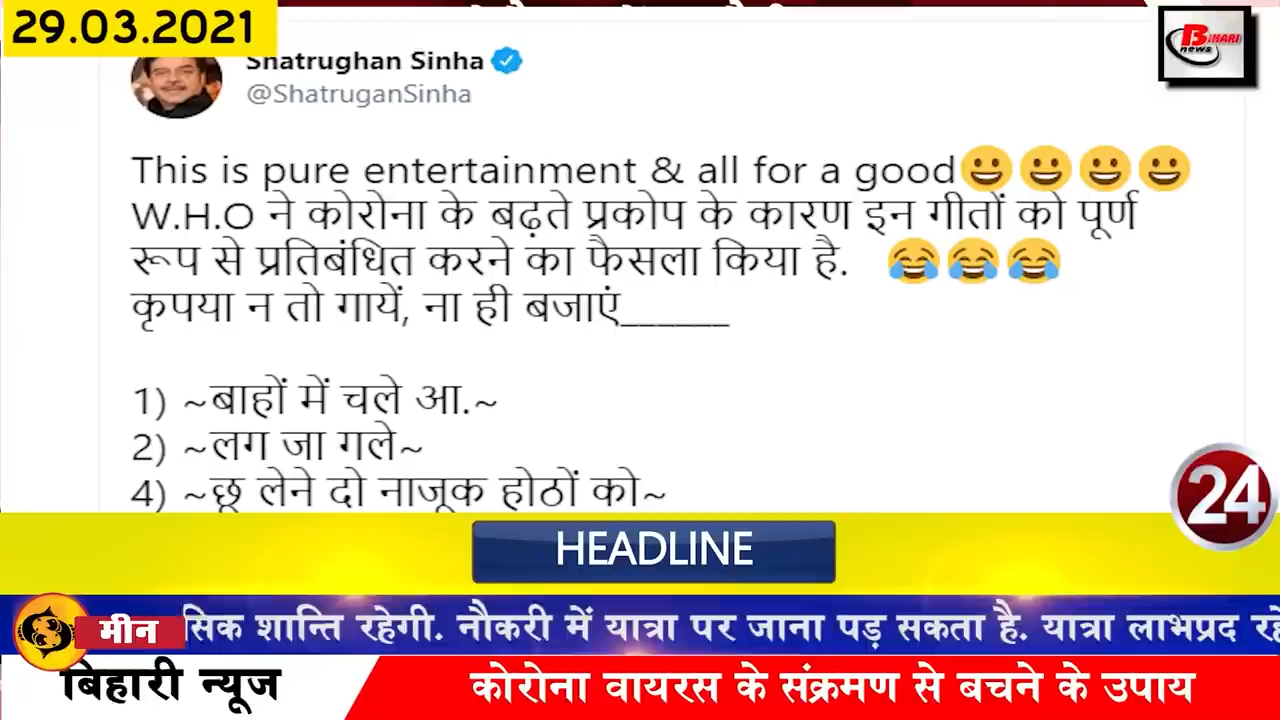 29.03.2021
BIHARI
news
Shatrughan Sinha
@ShatruganSinha
This is pure entertainment & all for a good😀😀😀😀
W.H.O ने कोरोना के बढ़ते प्रकोप के कारण इन गीतों को पूर्ण
रूप से प्रतिबंधित करने का फैसला किया है. 😂😂😂
कृपया न तो गायें, ना ही बजाएं______
1) ~बाहों में चले आ.~
2) ~लग जा गले~
4) ~छू लेने दो नाजूक होठों को~
24
HEADLINE
मीन
सिक शान्ति रहेगी. नौकरी में यात्रा पर जाना पड़ सकता है. यात्रा लाभप्रद रहे
बिहारी न्यूज
कोरोना वायरस के संक्रमण से बचने के उपाय